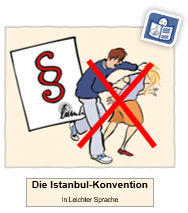 §
Die Istanbul-Konvention
In Leichter Sprache